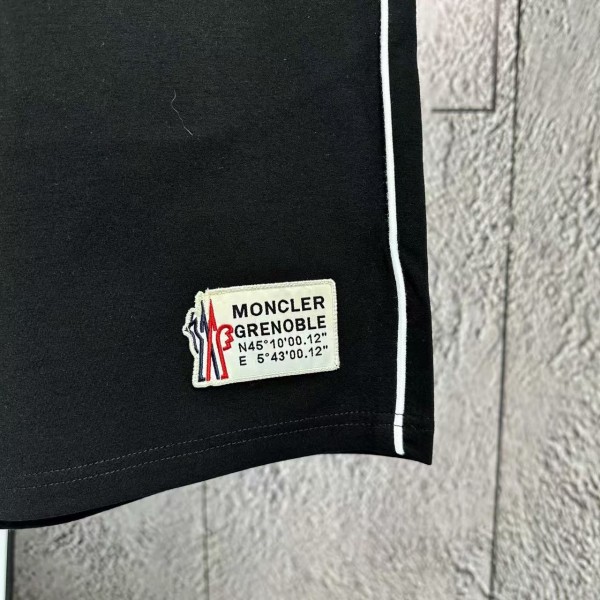 MONCLER
GRENOBLE
N45°10'00.12"
E 5°43'00.12"